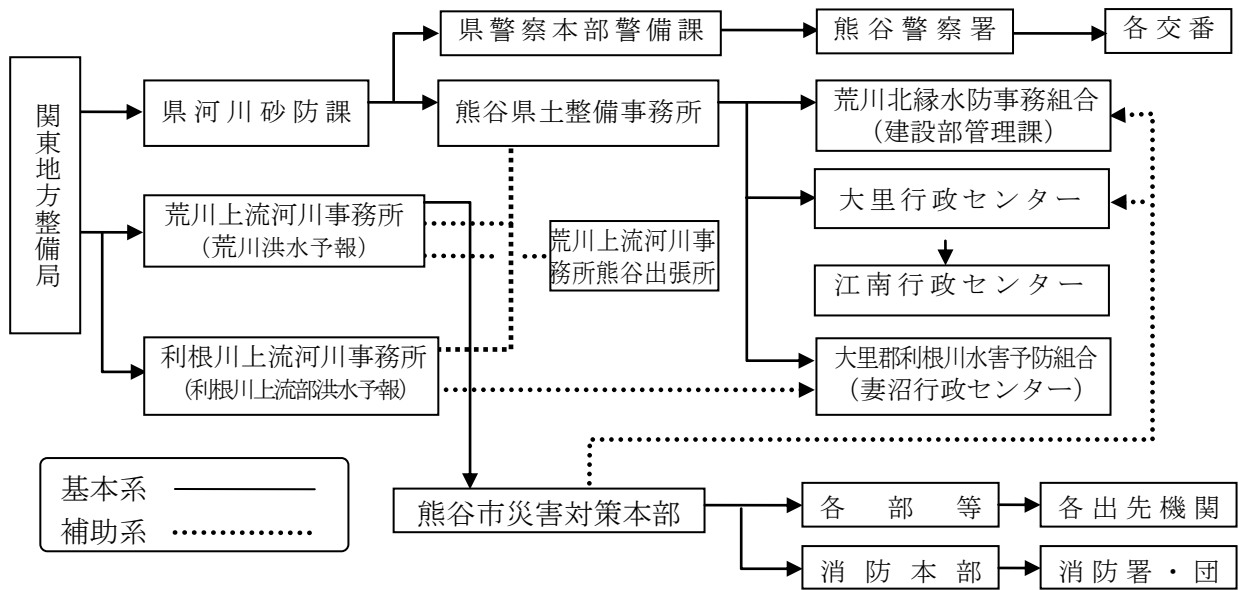 県警察本部警備課
熊谷警察署
各交番
関東地方整備局
県河川砂防課
熊谷県土整備事務所
荒川北縁水防事務組合
(建設部管理課)
荒川上流河川事務所
(荒川洪水予報)
荒川上流河川事
務所熊谷出張所
大里行政センター
江南行政センター
利根川上流河川事務所
(利根川上流部洪水予報)
大里郡利根川水害予防組合
(妻沼行政センター)
基本系
補助系
熊谷市災害対策本部
各部等
各出先機関
消防本部
消防署・団